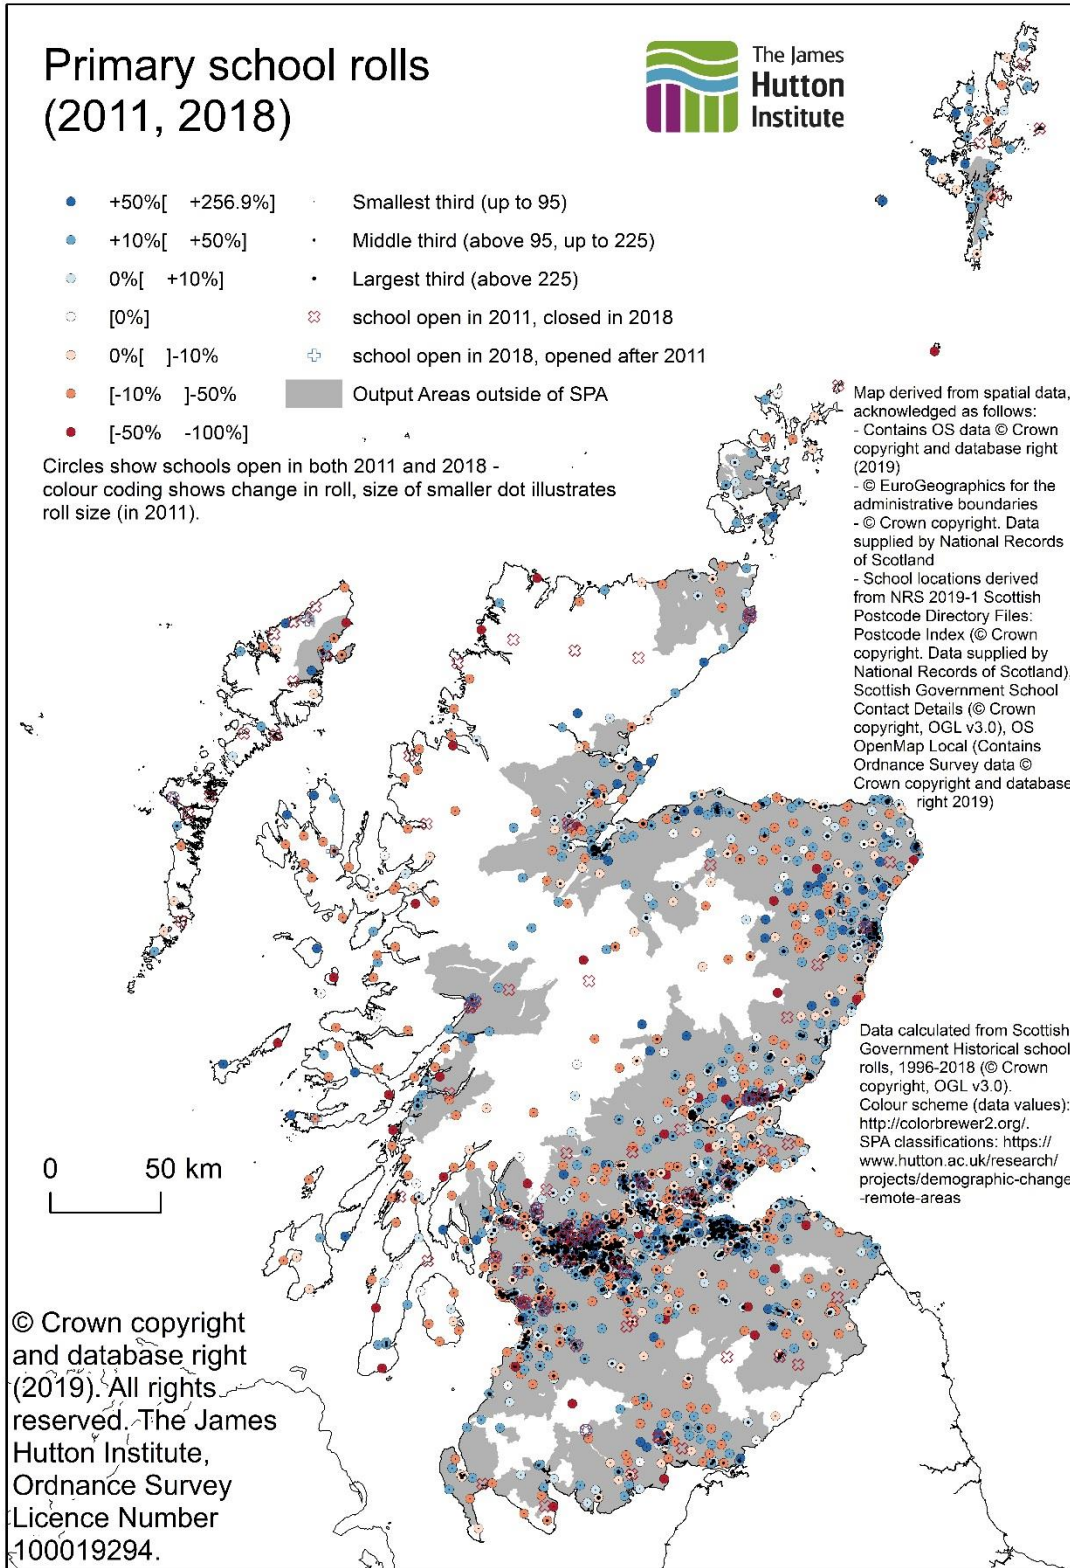 Primary school rolls
(2011, 2018)
The James
Hutton
Institute
+50%[ +256.9%]
+10%[ +50%]
0%[ +10%]
[0%]
0%[ ]-10%
[-10% ]-50%
[-50% -100%]
Smallest third (up to 95)
Middle third (above 95, up to 225)
Largest third (above 225)
school open in 2011, closed in 2018
school open in 2018, opened after 2011
Output Areas outside of SPA
Circles show schools open in both 2011 and 2018 -
colour coding shows change in roll, size of smaller dot illustrates
roll size (in 2011).
Map derived from spatial data,
acknowledged as follows:
- Contains OS data © Crown
copyright and database right
(2019)
- © EuroGeographics for the
administrative boundaries
- © Crown copyright. Data
supplied by National Records
of Scotland
- School locations derived
from NRS 2019-1 Scottish
Postcode Directory Files:
Postcode Index (© Crown
copyright. Data supplied by
National Records of Scotland),
Scottish Government School
Contact Details (© Crown
copyright, OGL v3.0), OS
OpenMap Local (Contains
Ordnance Survey data ©
Crown copyright and database
right 2019)
Data calculated from Scottish
Government Historical school
rolls, 1996-2018 (© Crown
copyright, OGL v3.0).
Colour scheme (data values):
http://colorbrewer2.org/.
SPA classifications: https://
www.hutton.ac.uk/research/
projects/demographic-change
-remote-areas
0 50 km
© Crown copyright
and database right
(2019). All rights
reserved. The James
Hutton Institute,
Ordnance Survey
Licence Number
100019294.